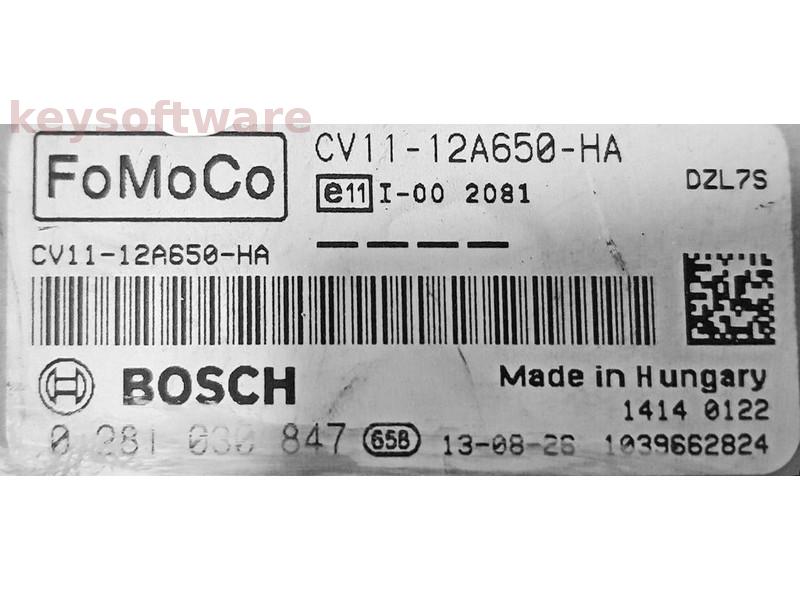 keysoftware
FoMoCo
CV11-12A650-HA
e11 I-00 2081
DZL7S
CV11-12A650-HA
BOSCH
Made in Hungary
1414 0122
0 281 030 847 65B 13-08-26 1039662824